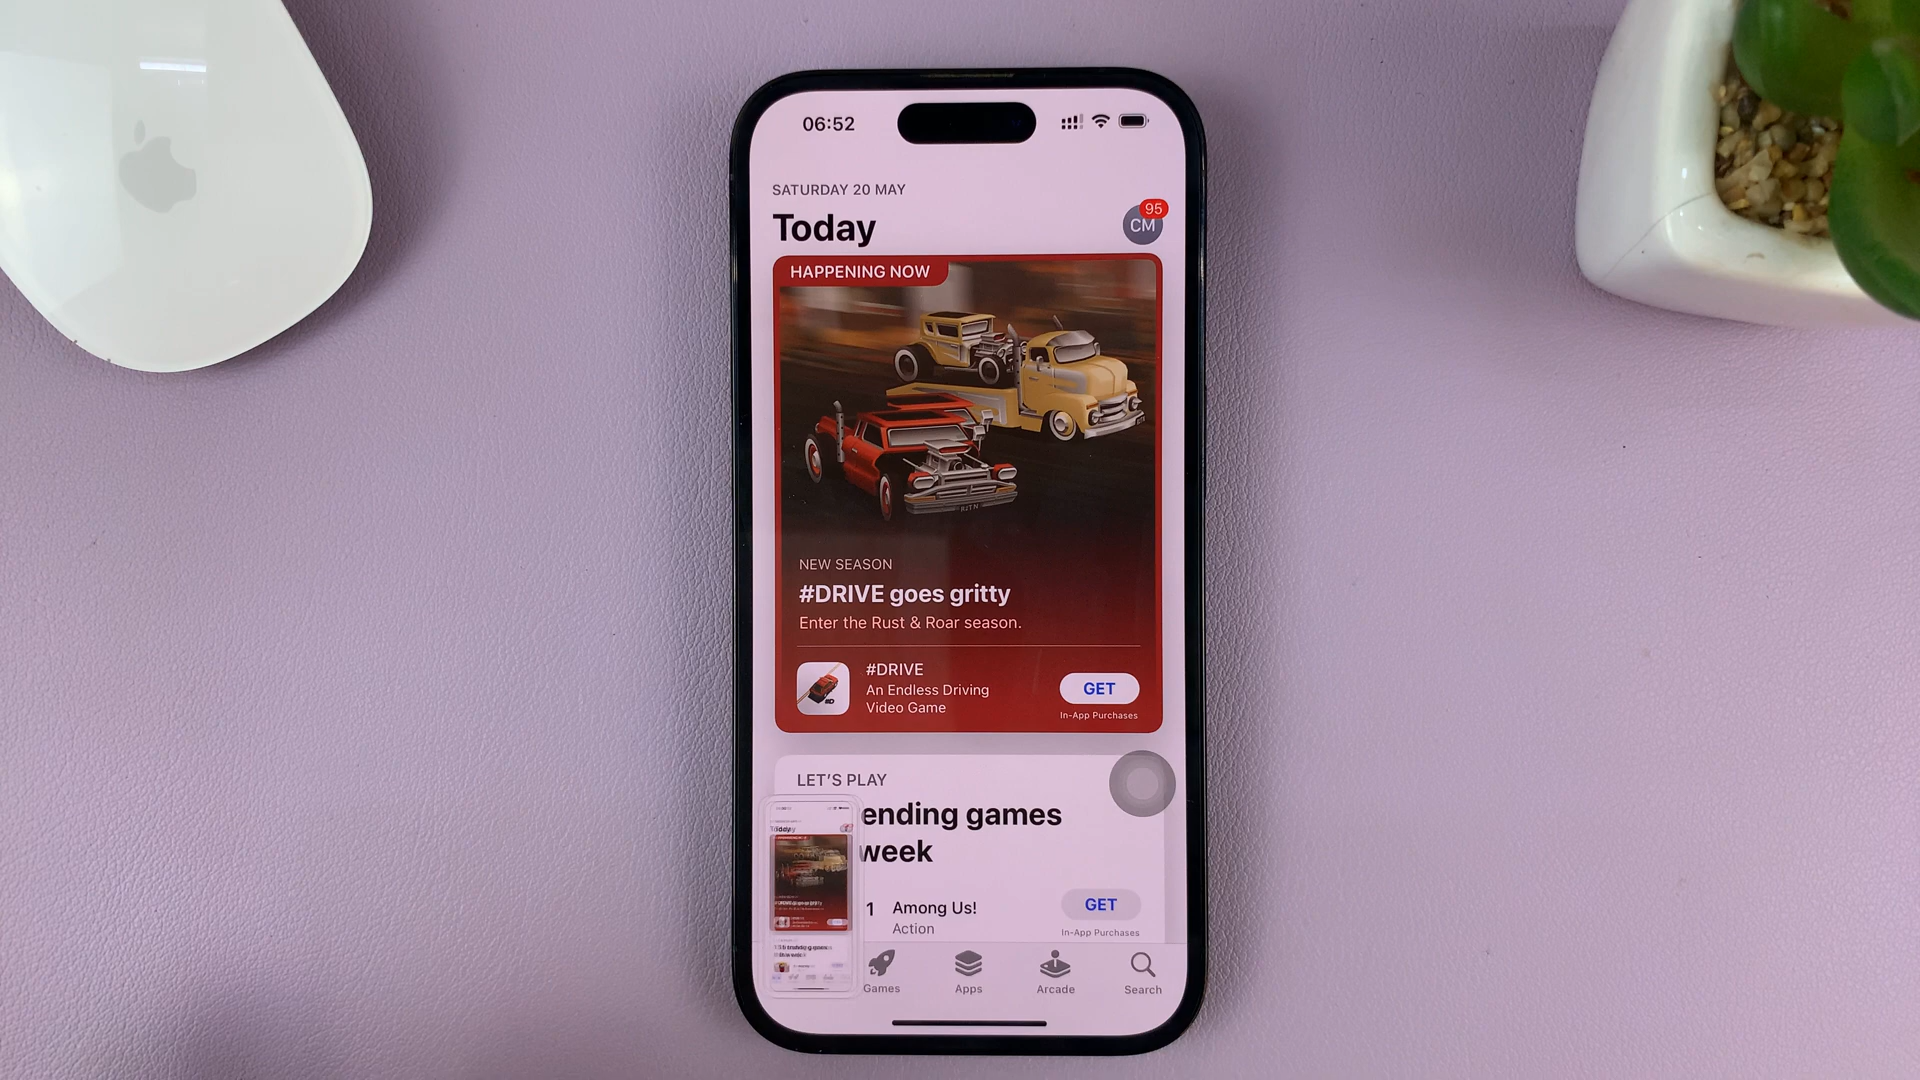 06:52
SATURDAY 20 MAY
Today
95
CM
HAPPENING NOW
NEW SEASON
#DRIVE goes gritty
Enter the Rust & Roar season.
#DRIVE
An Endless Driving
Video Game
GET
In-App Purchases
LET'S PLAY
ending games
week
1
Among Us!
Action
GET
In-App Purchases
Games
Apps
Arcade
Search